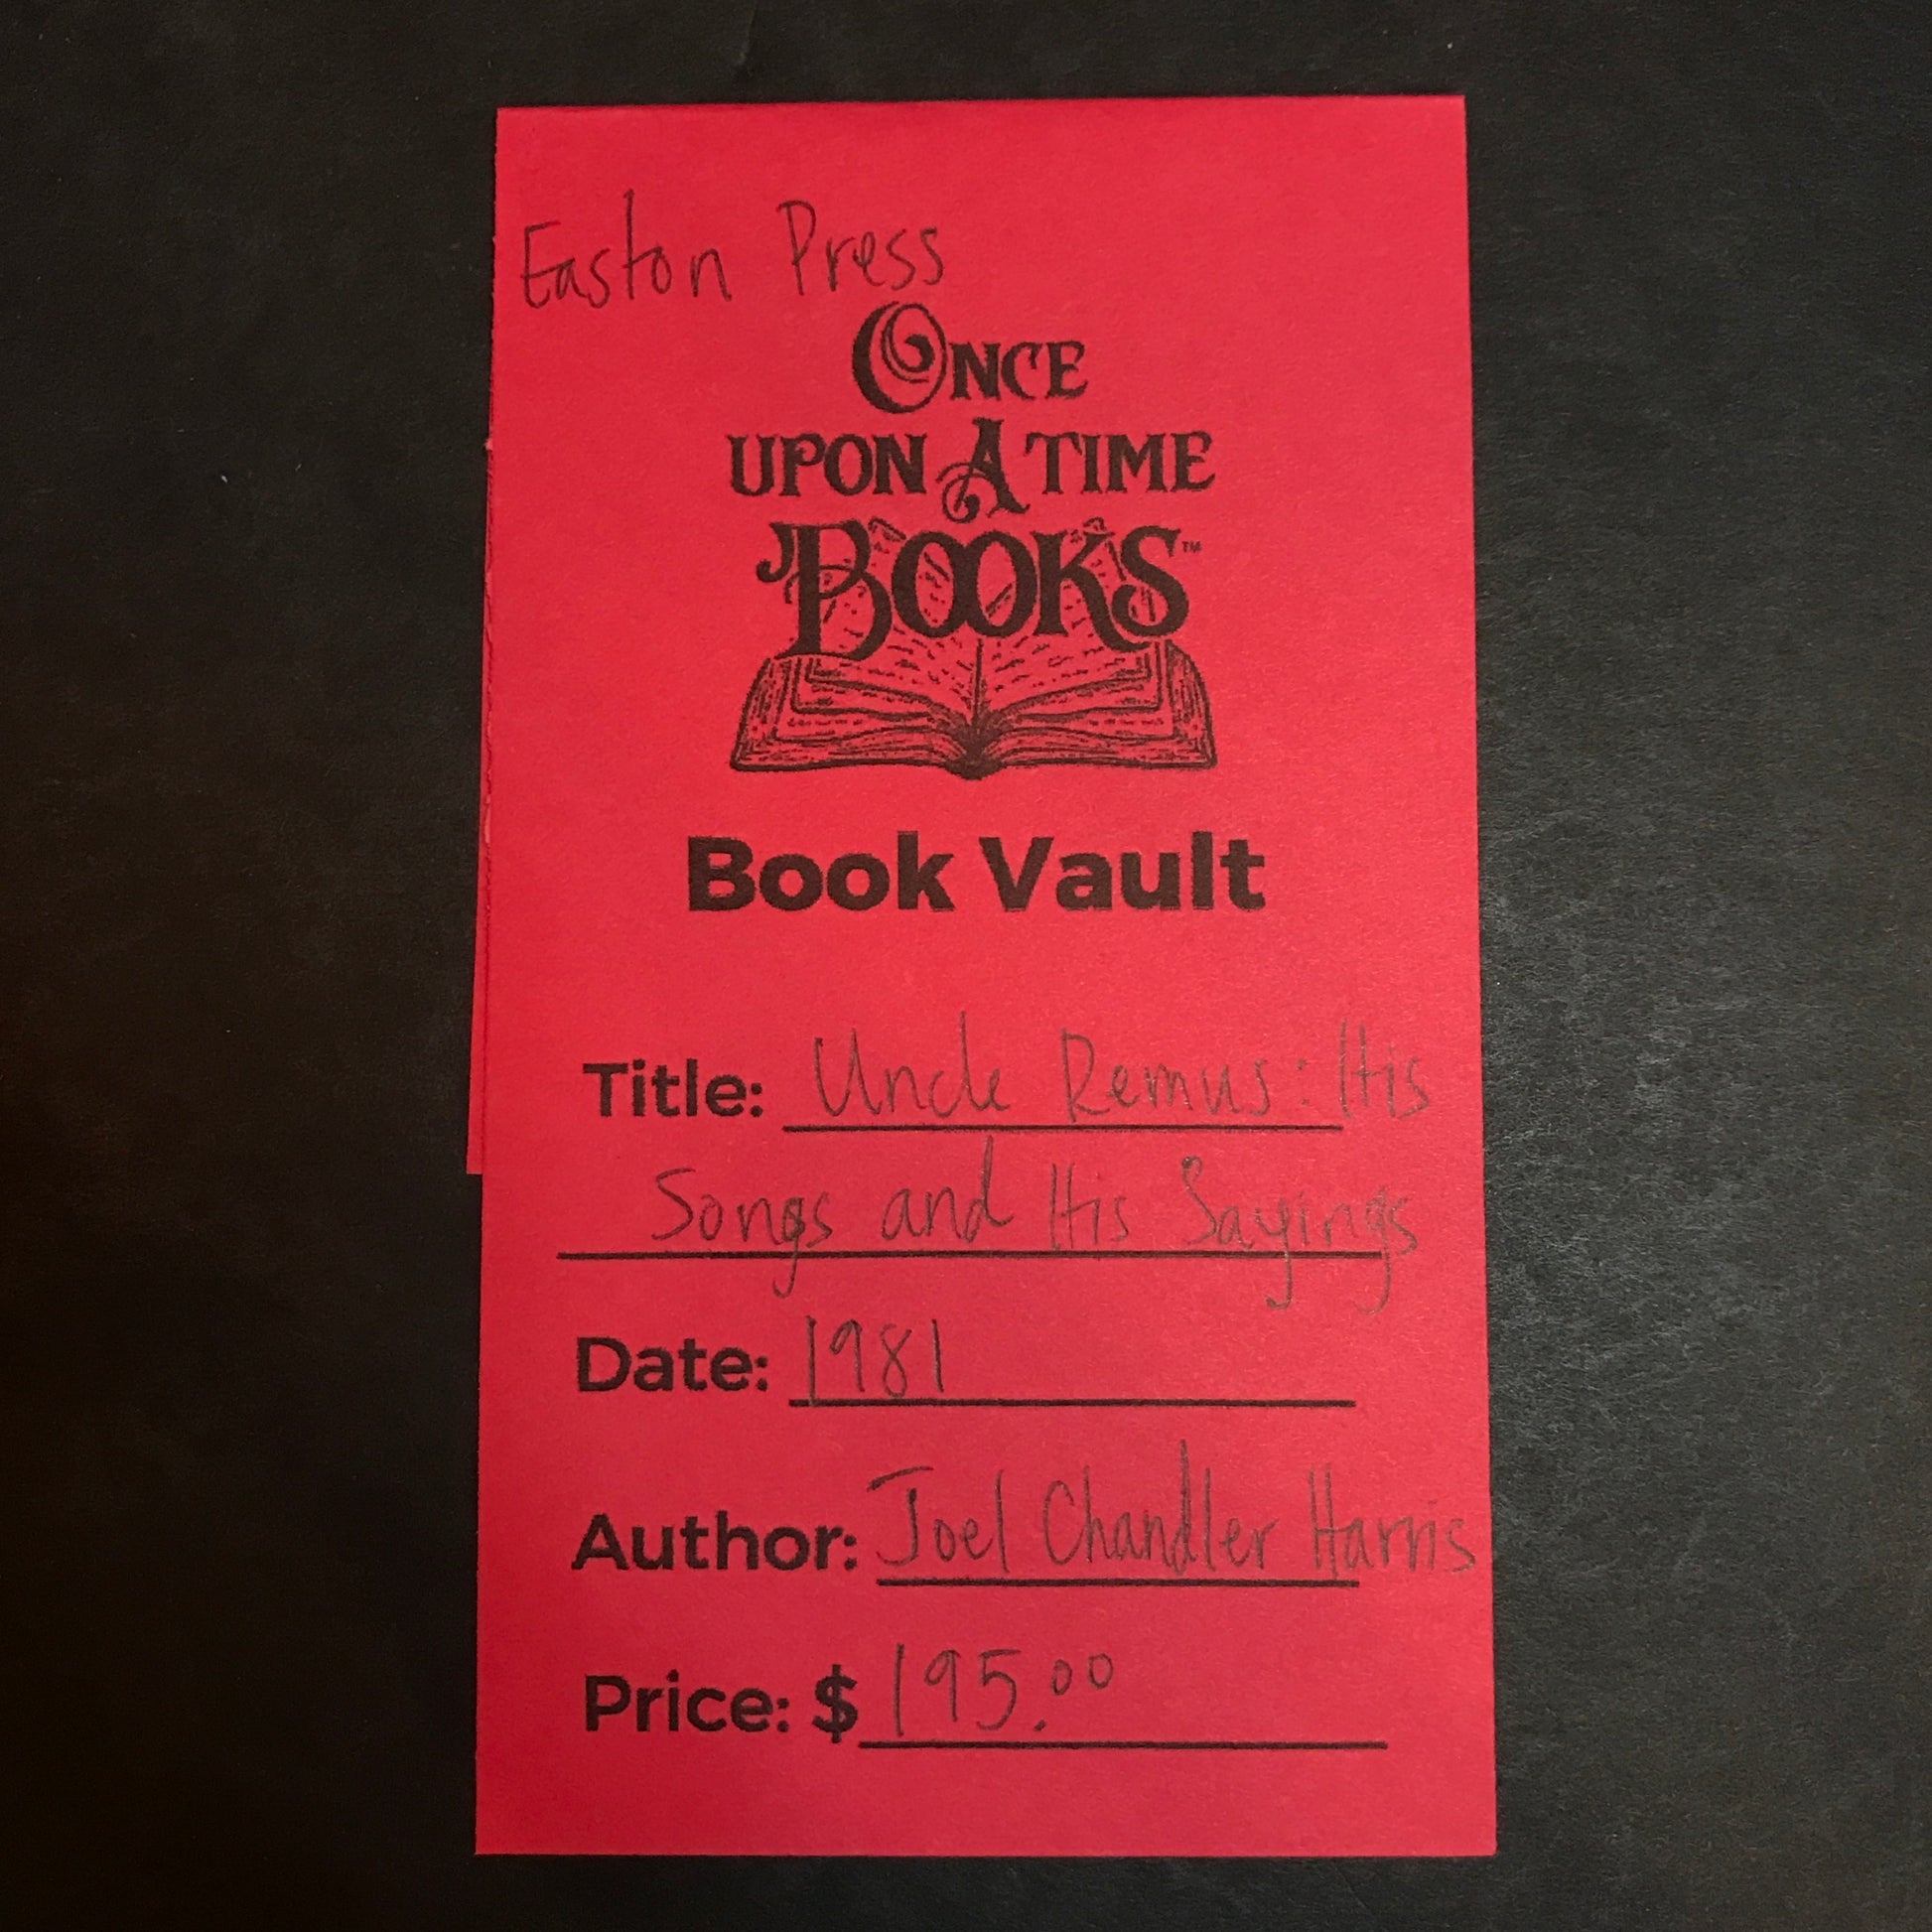 Easton Press
ONCE
UPON A TIME
BOOKS™
Book Vault
Title: Uncle Remus: His
Songs and His Sayings
Date: 1981
Author: Joel Chandler Harris
Price: $195.00